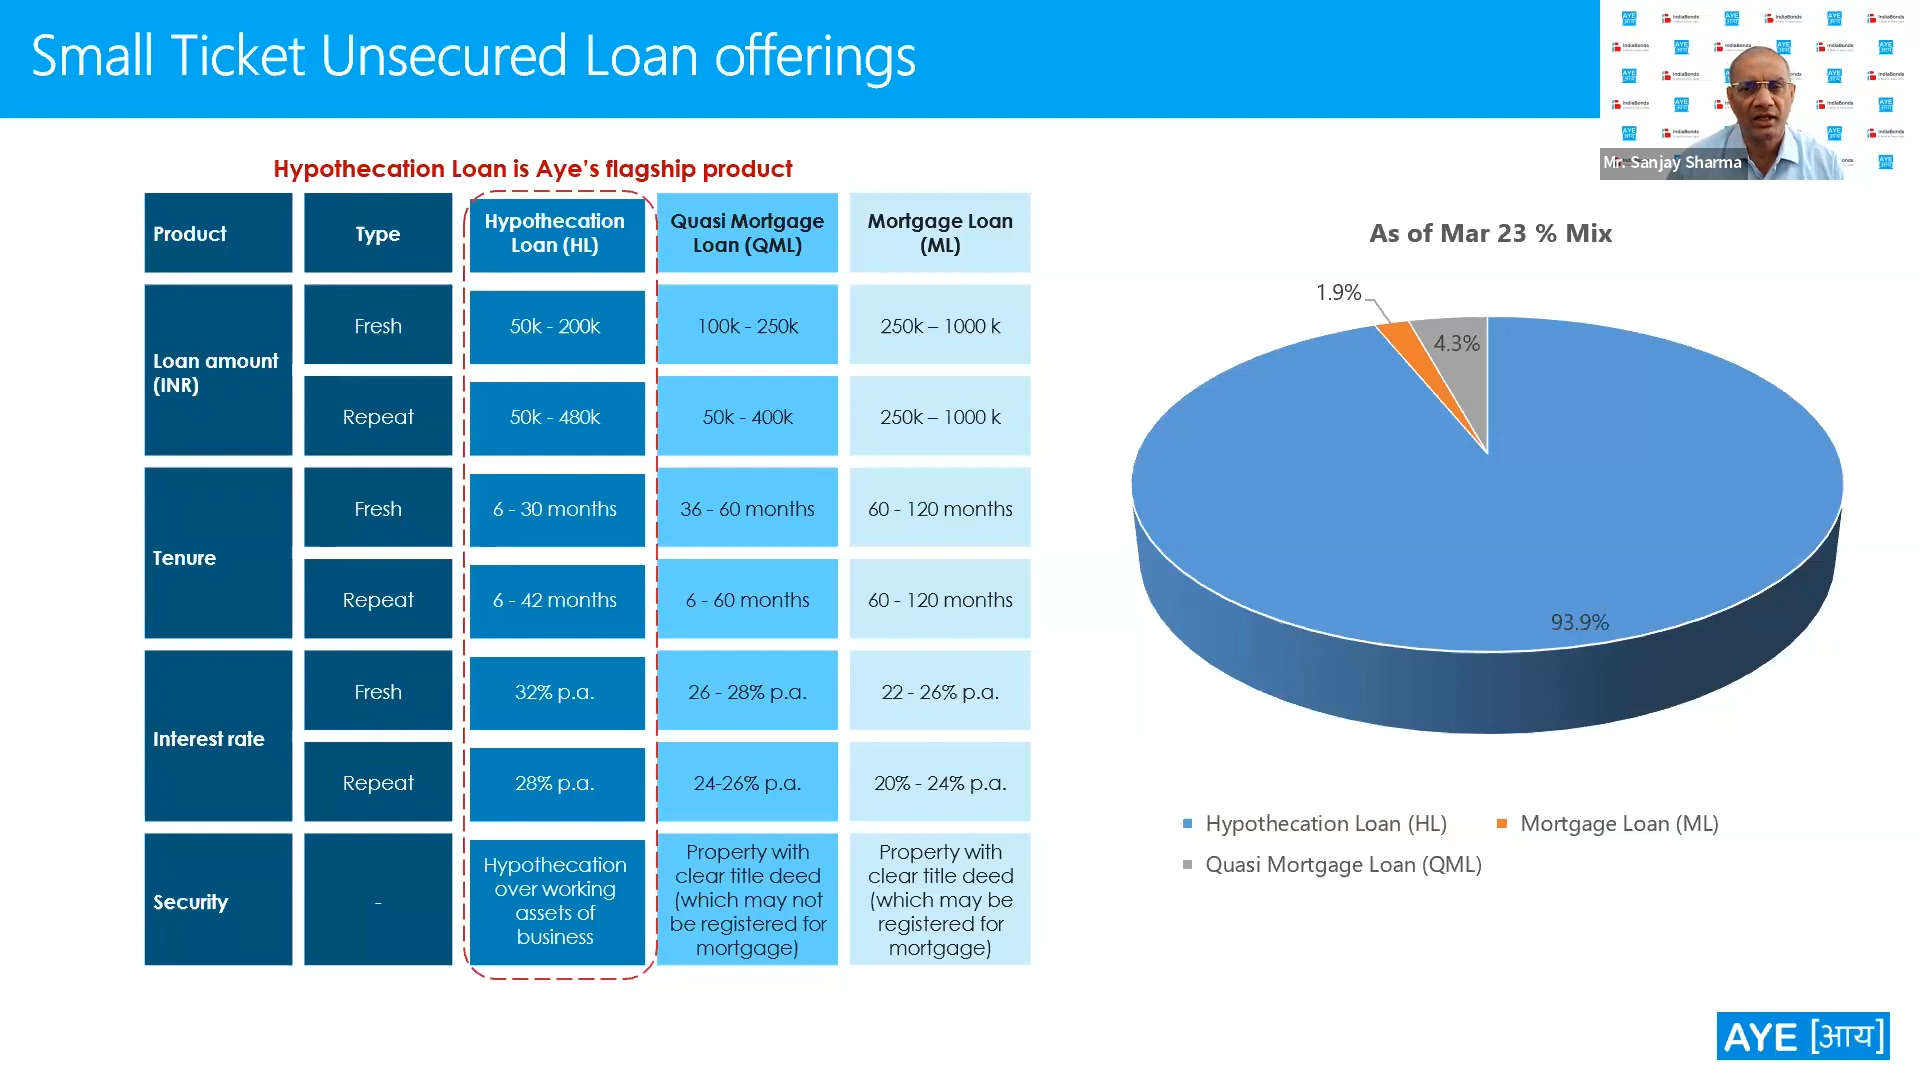 Small Ticket Unsecured Loan offerings
AYE
IndiaBonds
Mr. Sanjay Sharma
Hypothecation Loan is Aye's flagship product
Product
Type
Hypothecation
Loan (HL)
Quasi Mortgage
Loan (QML)
Mortgage Loan
(ML)
Loan amount
(INR)
Fresh
50k - 200k
100k - 250k
250k – 1000 k
Repeat
50k - 480k
50k - 400k
250k – 1000 k
Tenure
Fresh
6 - 30 months
36 - 60 months
60 - 120 months
Repeat
6 - 42 months
6 - 60 months
60 - 120 months
Interest rate
Fresh
32% p.a.
26 - 28% p.a.
22 - 26% p.a.
Repeat
28% p.a.
24-26% p.a.
20% - 24% p.a.
Security
-
Hypothecation
over working
assets of
business
Property with
clear title deed
(which may not
be registered for
mortgage)
Property with
clear title deed
(which may be
registered for
mortgage)
As of Mar 23 % Mix
1.9%
4.3%
93.9%
Hypothecation Loan (HL)
Mortgage Loan (ML)
Quasi Mortgage Loan (QML)
AYE [आय]